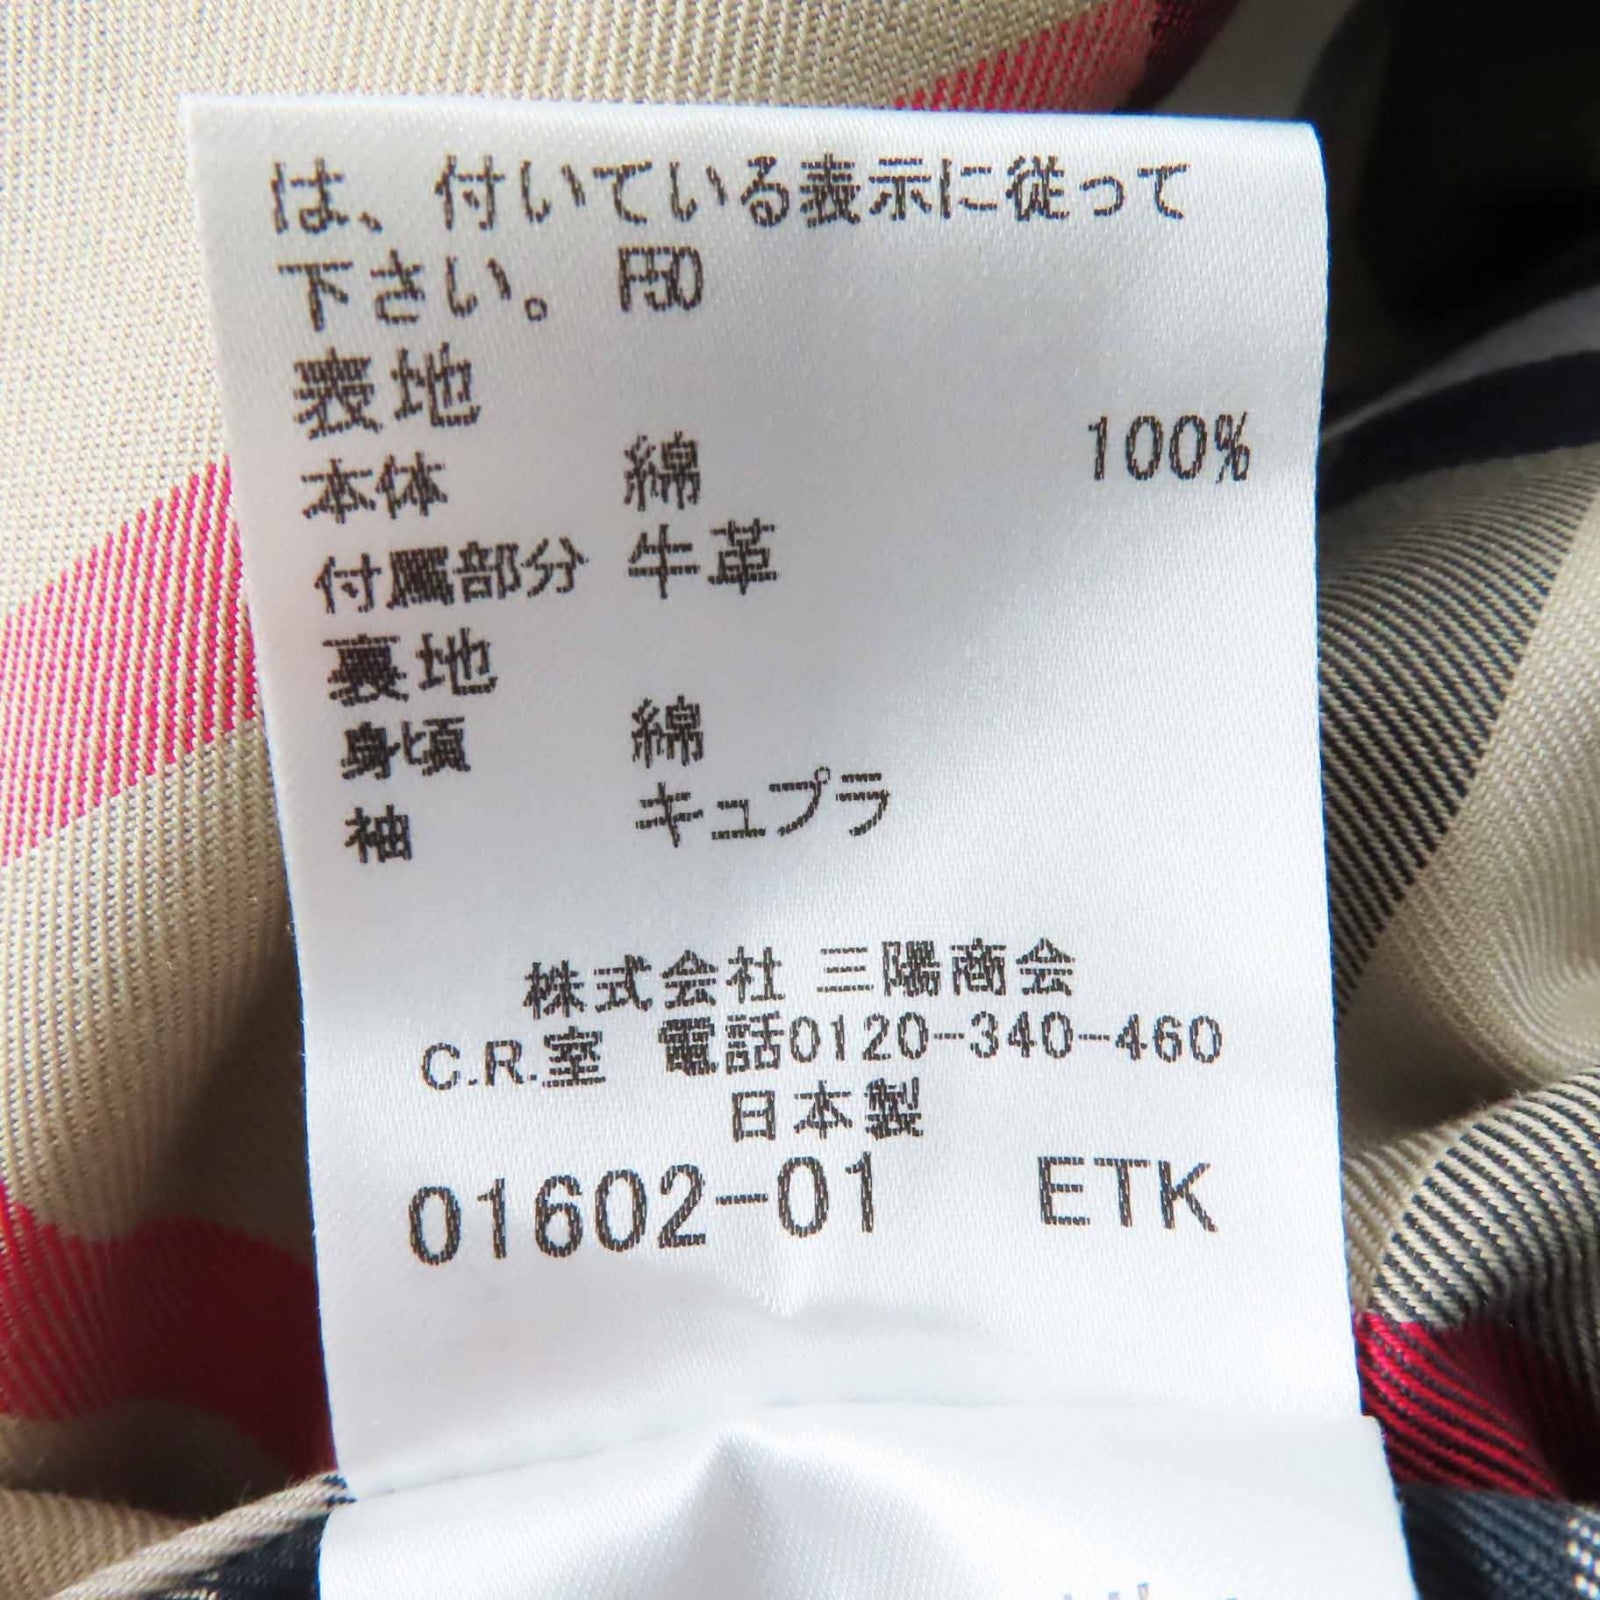 は、付いている表示に従って
下さい。 F50
表地
本体 綿 100%
付属部分 牛革
裏地
身頃 綿
袖 キュプラ
株式会社 三陽商会
C.R.室 電話0120-340-460
日本製
01602-01 ETK